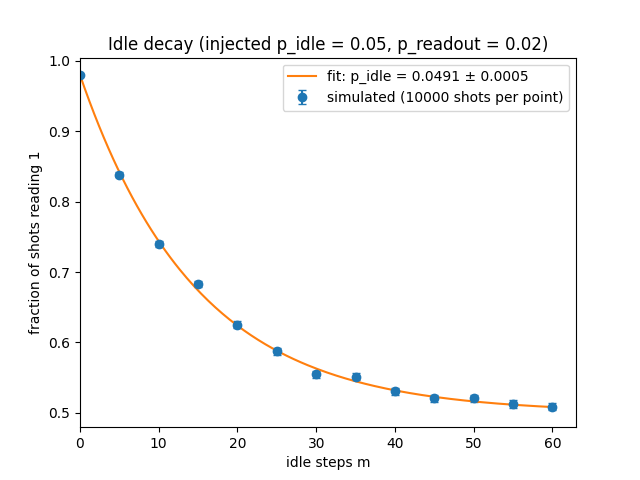 Idle decay (injected p_idle = 0.05, p_readout = 0.02)
fit: p_idle = 0.0491 ± 0.0005
simulated (10000 shots per point)
fraction of shots reading 1
1.0
0.9
0.8
0.7
0.6
0.5
0 10 20 30 40 50 60
idle steps m